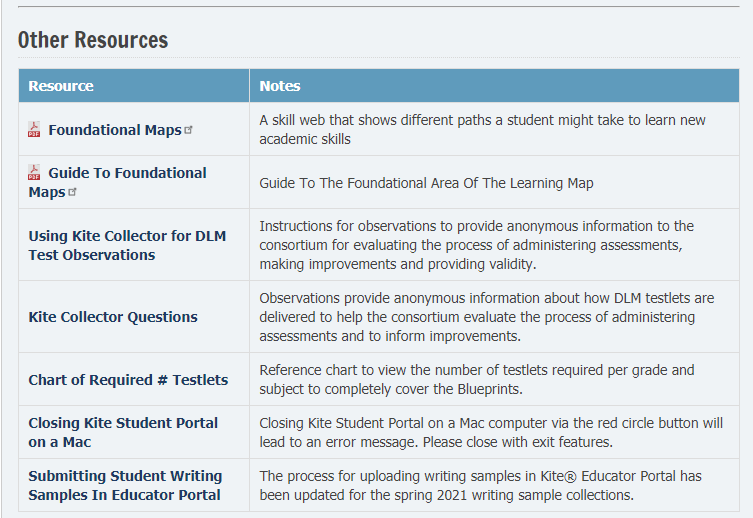 Other Resources
Resource
Notes
PDF Foundational Maps
A skill web that shows different paths a student might take to learn new
academic skills
PDF Guide To Foundational
Maps
Guide To The Foundational Area Of The Learning Map
Using Kite Collector for DLM
Test Observations
Instructions for observations to provide anonymous information to the
consortium for evaluating the process of administering assessments,
making improvements and providing validity.
Kite Collector Questions
Observations provide anonymous information about how DLM testlets are
delivered to help the consortium evaluate the process of administering
assessments and to inform improvements.
Chart of Required # Testlets
Reference chart to view the number of testlets required per grade and
subject to completely cover the Blueprints.
Closing Kite Student Portal
on a Mac
Closing Kite Student Portal on a Mac computer via the red circle button will
lead to an error message. Please close with exit features.
Submitting Student Writing
Samples In Educator Portal
The process for uploading writing samples in Kite® Educator Portal has
been updated for the spring 2021 writing sample collections.